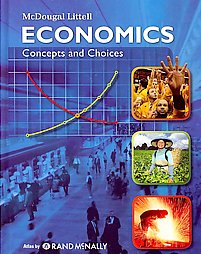 McDougal Littell
ECONOMICS
Concepts and Choices
Atlas by RAND McNALLY